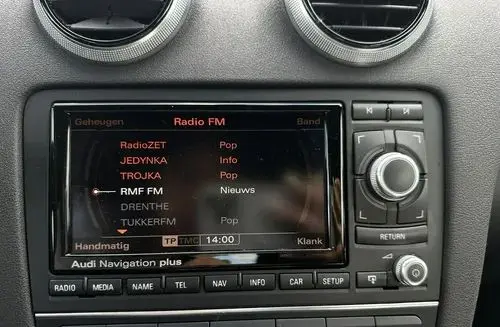 Geheugen Radio FM Band
RadioZET Pop
JEDYNKA Info
TROJKA Pop
RMF FM Nieuws
DRENTHE
TUKKERFM Pop
Handmatig TP TMC 14:00 Klank
Audi Navigation plus
RETURN
RADIO MEDIA NAME TEL NAV INFO CAR SETUP